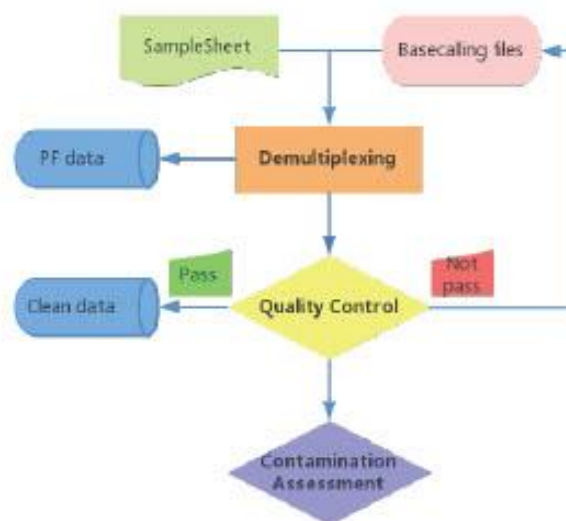 SampleSheet
Basecalling files
PF data
Demultiplexing
Pass
Not
pass
Clean data
Quality Control
Contamination
Assessment